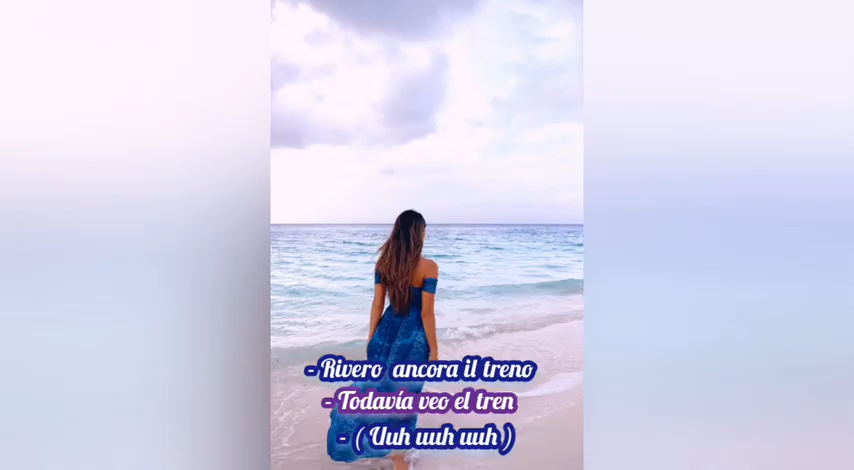 - Rivero ancora il treno
- Todavía veo el tren
- ( Uuh uuh uuh )